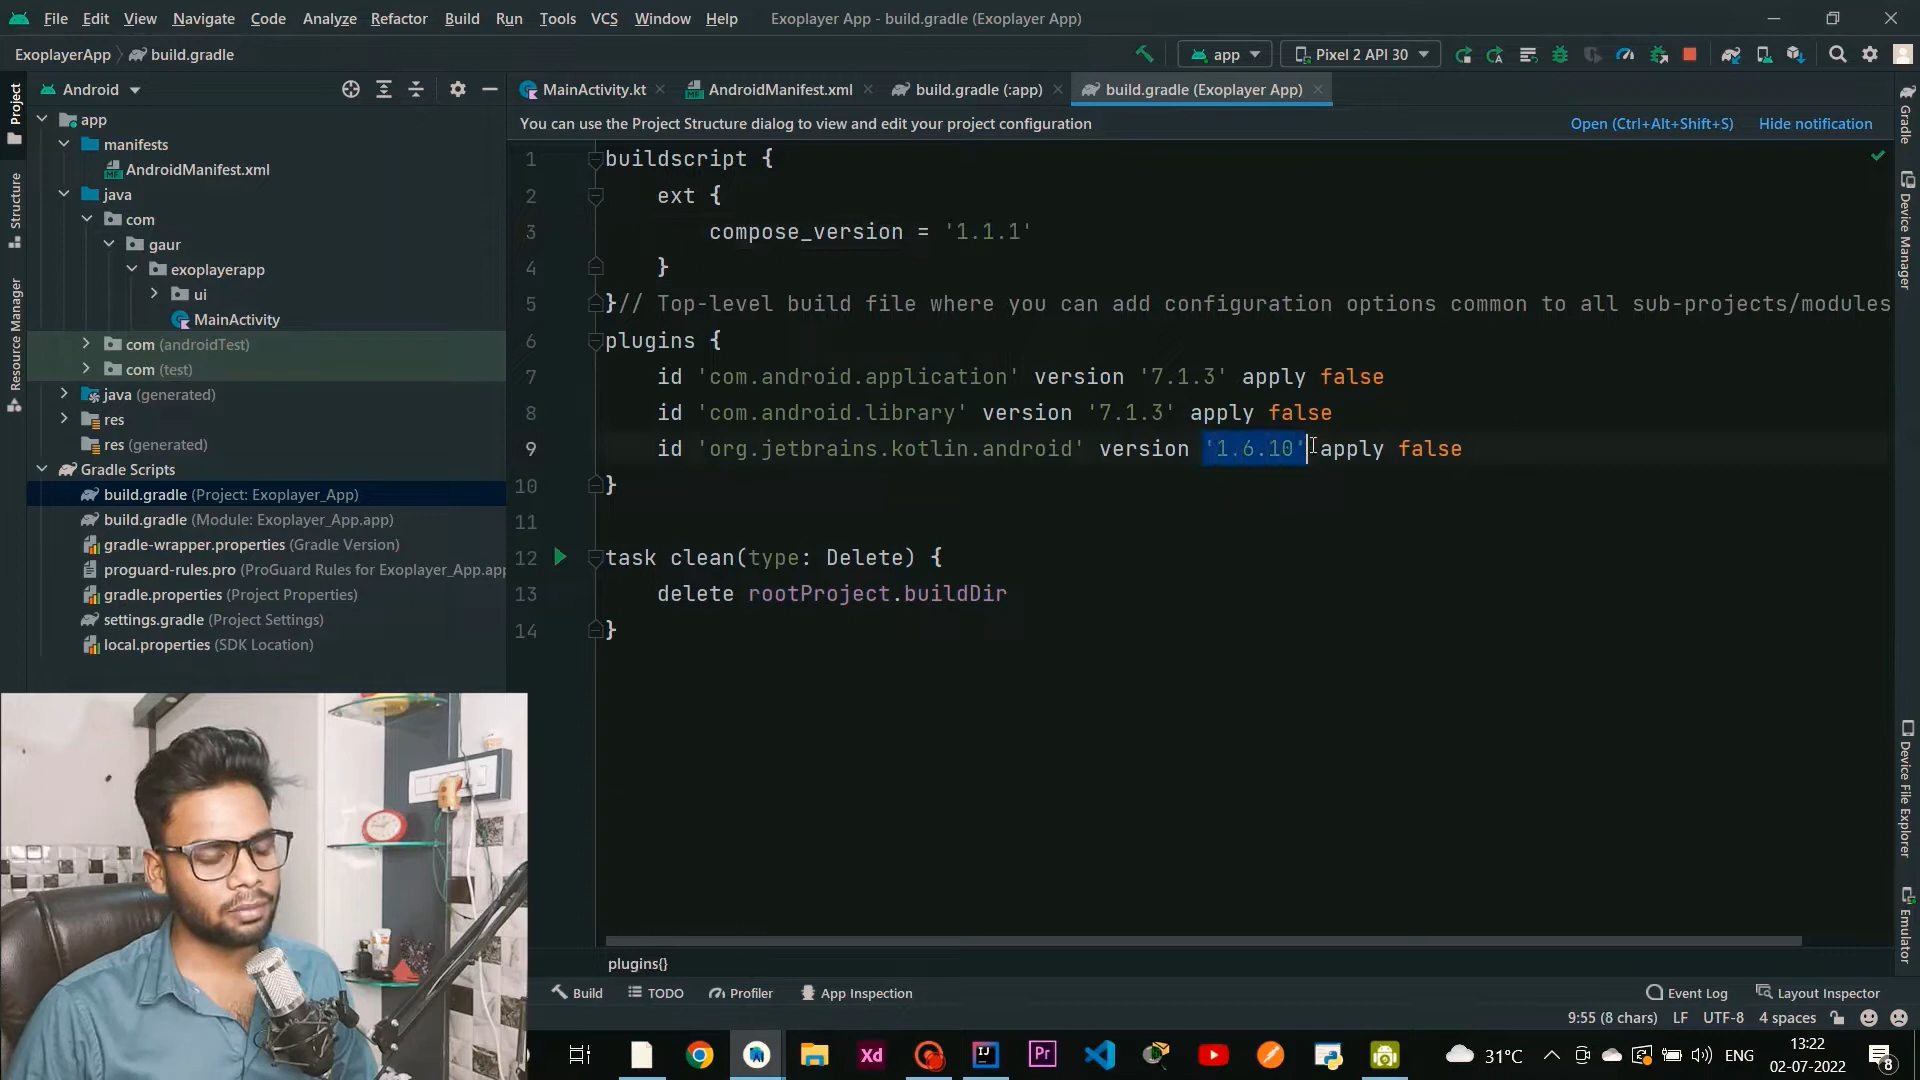 File Edit View Navigate Code Analyze Refactor Build Run Tools VCS Window Help Exoplayer App - build.gradle (Exoplayer App)
ExoplayerApp build.gradle app Pixel 2 API 30
Android
MainActivity.kt AndroidManifest.xml build.gradle (:app) build.gradle (Exoplayer App)
You can use the Project Structure dialog to view and edit your project configuration Open (Ctrl+Alt+Shift+S) Hide notification
Project
Structure
Resource Manager
app
manifests
AndroidManifest.xml
java
com
gaur
exoplayerapp
ui
MainActivity
com (androidTest)
com (test)
java (generated)
res
res (generated)
Gradle Scripts
build.gradle (Project: Exoplayer_App)
build.gradle (Module: Exoplayer_App.app)
gradle-wrapper.properties (Gradle Version)
proguard-rules.pro (ProGuard Rules for Exoplayer_App.app
gradle.properties (Project Properties)
settings.gradle (Project Settings)
local.properties (SDK Location)
1 buildscript {
2 ext {
3 compose_version = '1.1.1'
4 }
5 }// Top-level build file where you can add configuration options common to all sub-projects/modules
6 plugins {
7 id 'com.android.application' version '7.1.3' apply false
8 id 'com.android.library' version '7.1.3' apply false
9 id 'org.jetbrains.kotlin.android' version '1.6.10' apply false
10 }
11
12 task clean(type: Delete) {
13 delete rootProject.buildDir
14 }
Gradle
Device Manager
Device File Explorer
Emulator
plugins{}
Build TODO Profiler App Inspection Event Log Layout Inspector
9:55 (8 chars) LF UTF-8 4 spaces
Xd IJ Pr 31°C ENG 13:22
02-07-2022 8